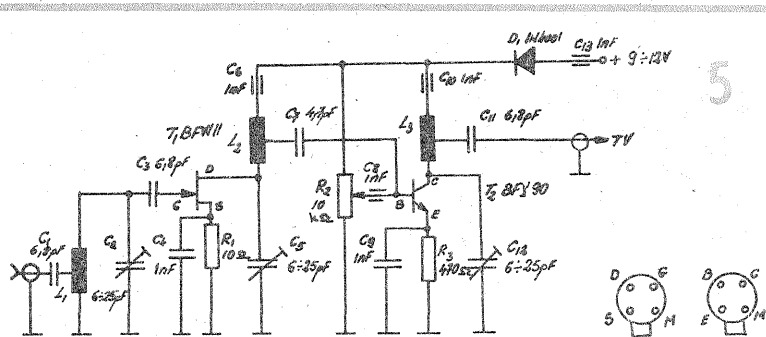 D1 1N4001
C13 1nF
+ 9÷12V
5
C6
1nF
C10 1nF
T1 BFW11
C7 4,7pF
L2
L3
C11 6,8pF
TV
C3 6,8pF
D
G
S
R2
10
kΩ
C8
1nF
B
C
E
T2 BFY90
C1
6,8pF
L1
C2
6÷25pF
C4
1nF
R1
10Ω
C5
6÷25pF
C9
1nF
R3
470Ω
C12
6÷25pF
D G
S M
B C
E M